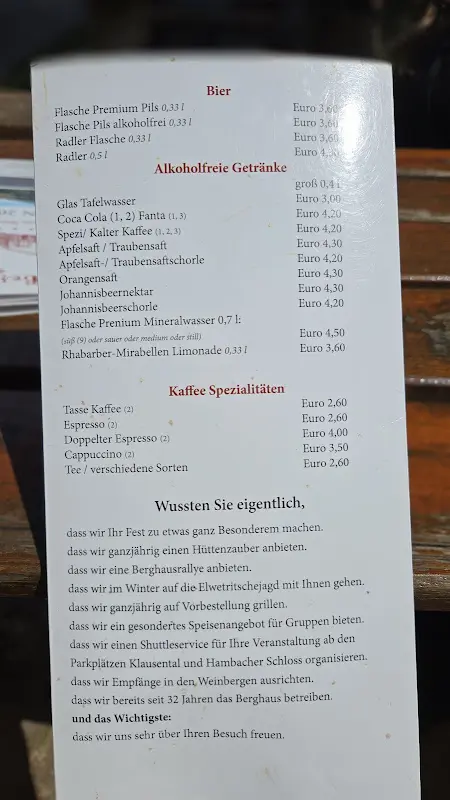 Bier
Flasche Premium Pils 0,33 l Euro 3,60
Flasche Pils alkoholfrei 0,33 l Euro 3,60
Radler Flasche 0,33 l Euro 3,60
Radler 0,5 l Euro
Alkoholfreie Getränke
groß 0,4 l
Glas Tafelwasser Euro 3,00
Coca Cola (1, 2) Fanta (1, 3) Euro 4,20
Spezi/ Kalter Kaffee (1, 2, 3) Euro 4,20
Apfelsaft / Traubensaft Euro 4,30
Apfelsaft-/ Traubensaftschorle Euro 4,20
Orangensaft Euro 4,30
Johannisbeernektar Euro 4,30
Johannisbeerschorle Euro 4,20
Flasche Prenium Mineralwasser 0,7 l:
(süß (9) oder sauer oder medium oder still) Euro 4,50
Rhabarber-Mirabellen Limonade 0,33 l Euro 3,60
Kaffee Spezialitäten
Tasse Kaffee (2) Euro 2,60
Espresso (2) Euro 2,60
Doppelter Espresso (2) Euro 4,00
Cappuccino (2) Euro 3,50
Tee / verschiedene Sorten Euro 2,60
Wussten Sie eigentlich,
dass wir Ihr Fest zu etwas ganz Besonderem machen.
dass wir ganzjährig einen Hüttenzauber anbieten.
dass wir eine Berghausrallye anbieten.
dass wir im Winter auf die Elwetritschejagd mit Ihnen gehen.
dass wir ganzjährig auf Vorbestellung grillen.
dass wir ein gesondertes Speisenangebot für Gruppen bieten.
dass wir einen Shuttleservice für Ihre Veranstaltung ab den
Parkplätzen Klausental und Hambacher Schloss organisieren.
dass wir Empfänge in den Weinbergen ausrichten.
dass wir bereits seit 32 Jahren das Berghaus betreiben.
und das Wichtigste:
dass wir uns sehr über Ihren Besuch freuen.